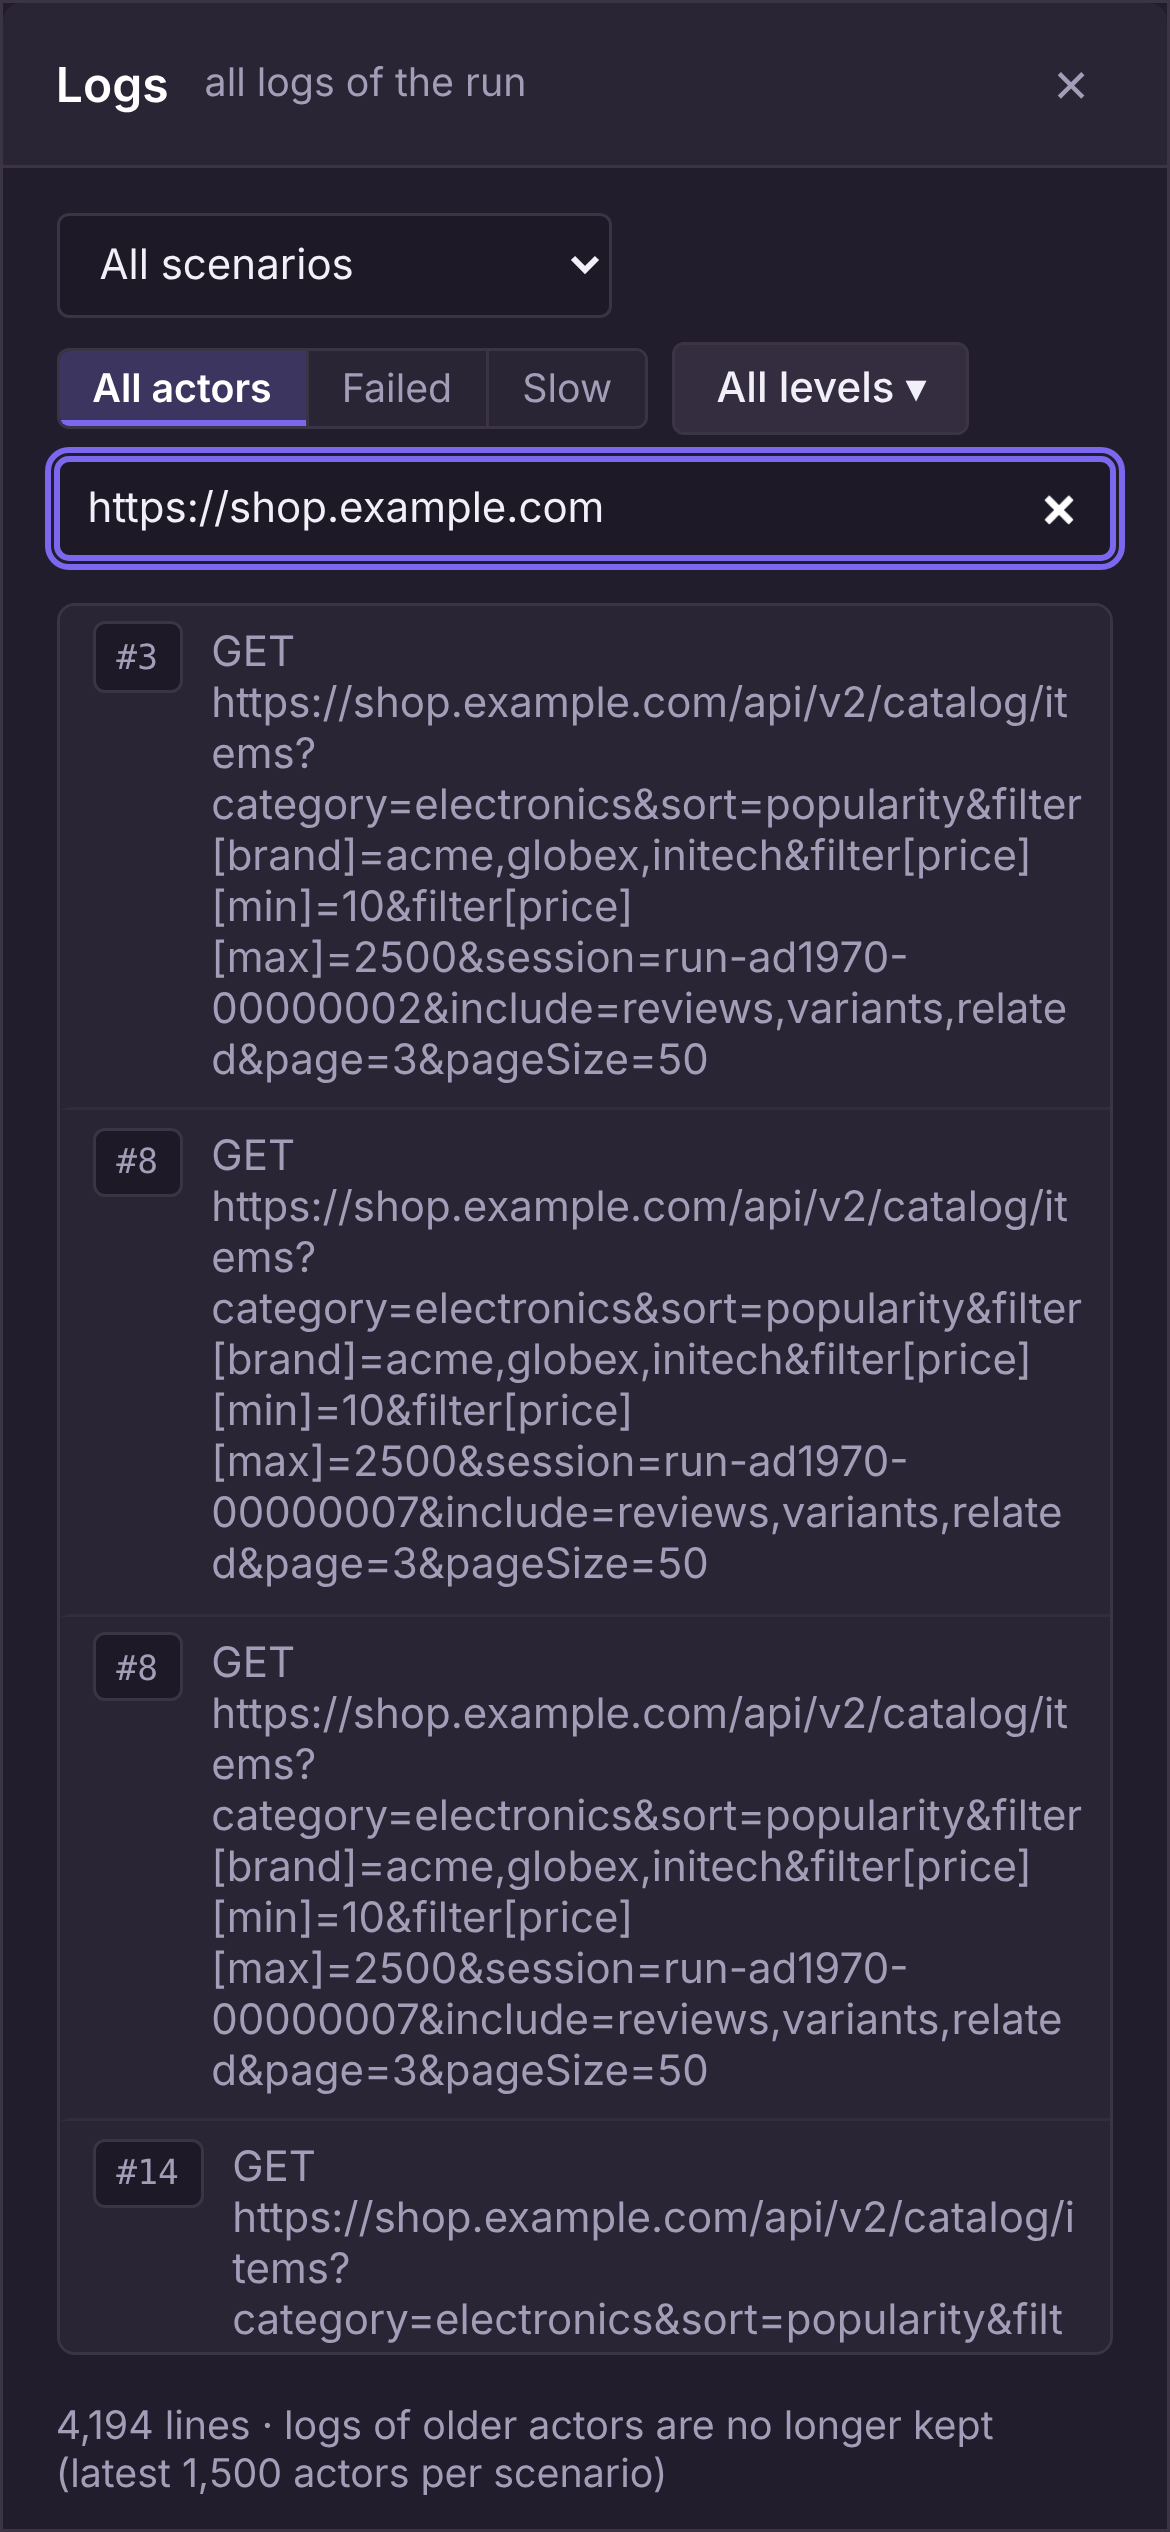 Logs all logs of the run ×
All scenarios
All actors Failed Slow All levels ▾
https://shop.example.com ×
#3 GET
https://shop.example.com/api/v2/catalog/it
ems?
category=electronics&sort=popularity&filter
[brand]=acme,globex,initech&filter[price]
[min]=10&filter[price]
[max]=2500&session=run-ad1970-
00000002&include=reviews,variants,relate
d&page=3&pageSize=50
#8 GET
https://shop.example.com/api/v2/catalog/it
ems?
category=electronics&sort=popularity&filter
[brand]=acme,globex,initech&filter[price]
[min]=10&filter[price]
[max]=2500&session=run-ad1970-
00000007&include=reviews,variants,relate
d&page=3&pageSize=50
#8 GET
https://shop.example.com/api/v2/catalog/it
ems?
category=electronics&sort=popularity&filter
[brand]=acme,globex,initech&filter[price]
[min]=10&filter[price]
[max]=2500&session=run-ad1970-
00000007&include=reviews,variants,relate
d&page=3&pageSize=50
#14 GET
https://shop.example.com/api/v2/catalog/i
tems?
category=electronics&sort=popularity&filt
4,194 lines · logs of older actors are no longer kept
(latest 1,500 actors per scenario)